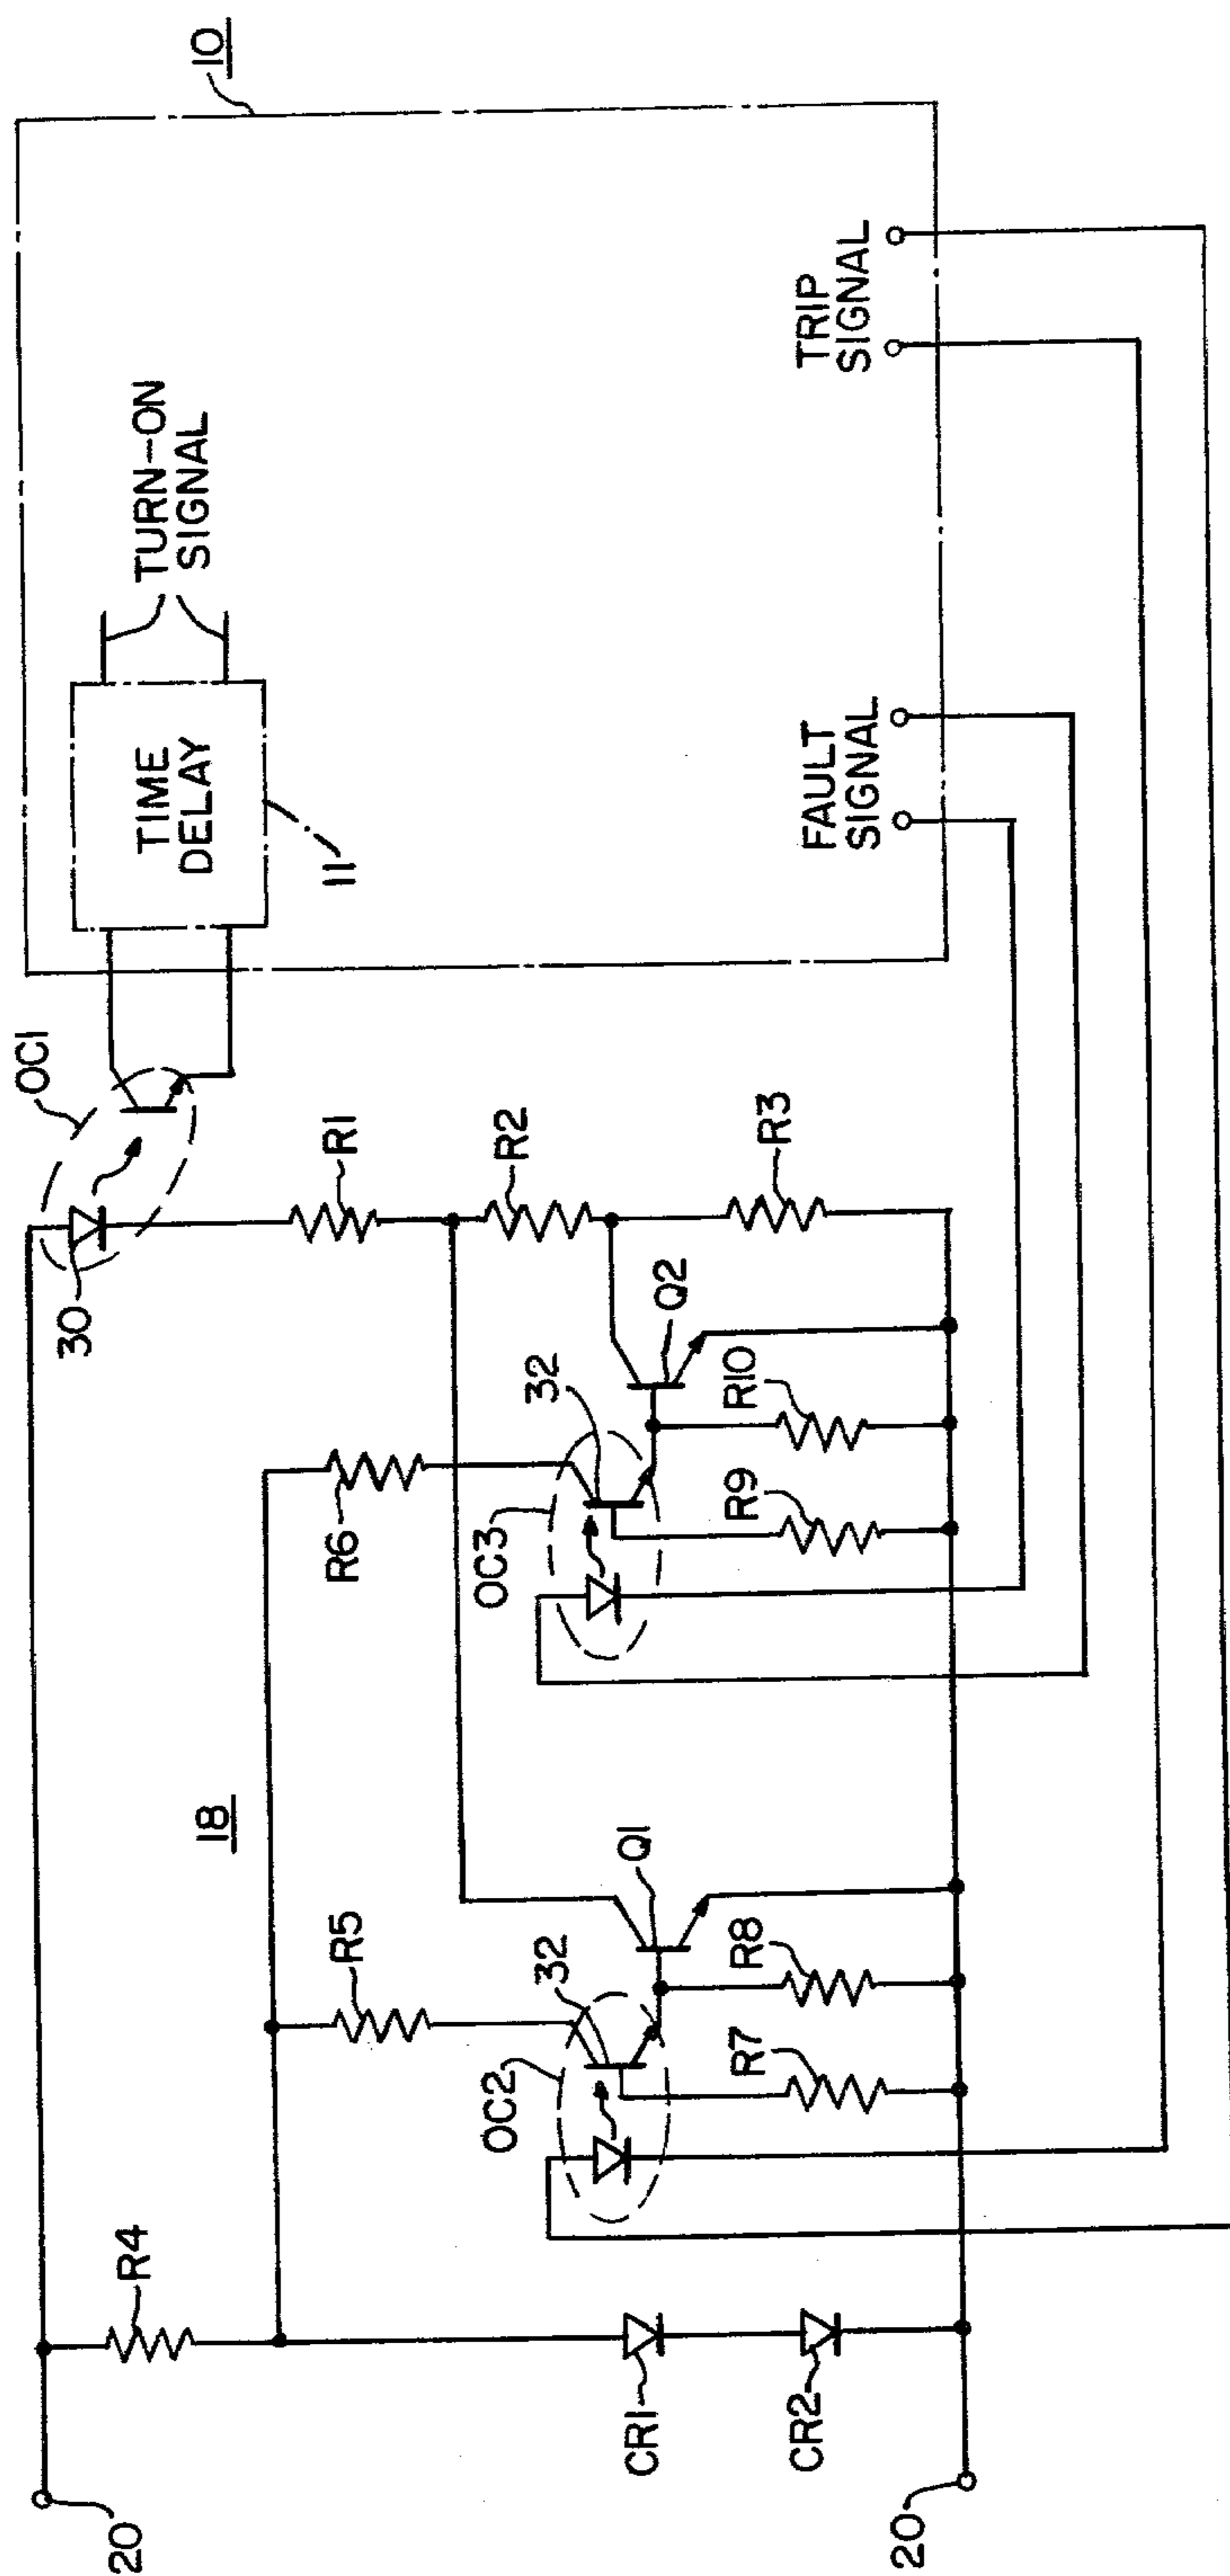 10
TURN-ON
SIGNAL
TIME
DELAY
11
OC1
30
R1
R2
R3
FAULT
SIGNAL
TRIP
SIGNAL
Q2
32
R10
R9
OC3
R6
18
Q1
R5
32
R8
R7
OC2
R4
CR1
CR2
20
20